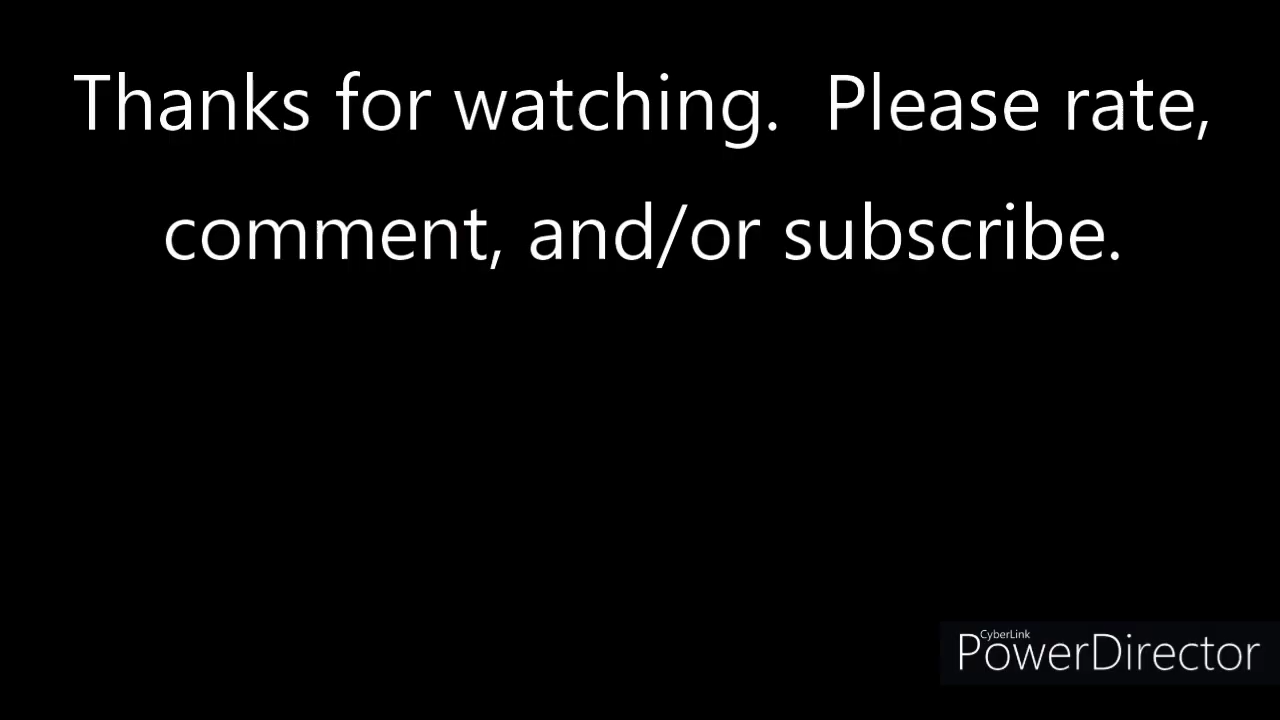 Thanks for watching.  Please rate,
comment, and/or subscribe.
CyberLink
PowerDirector